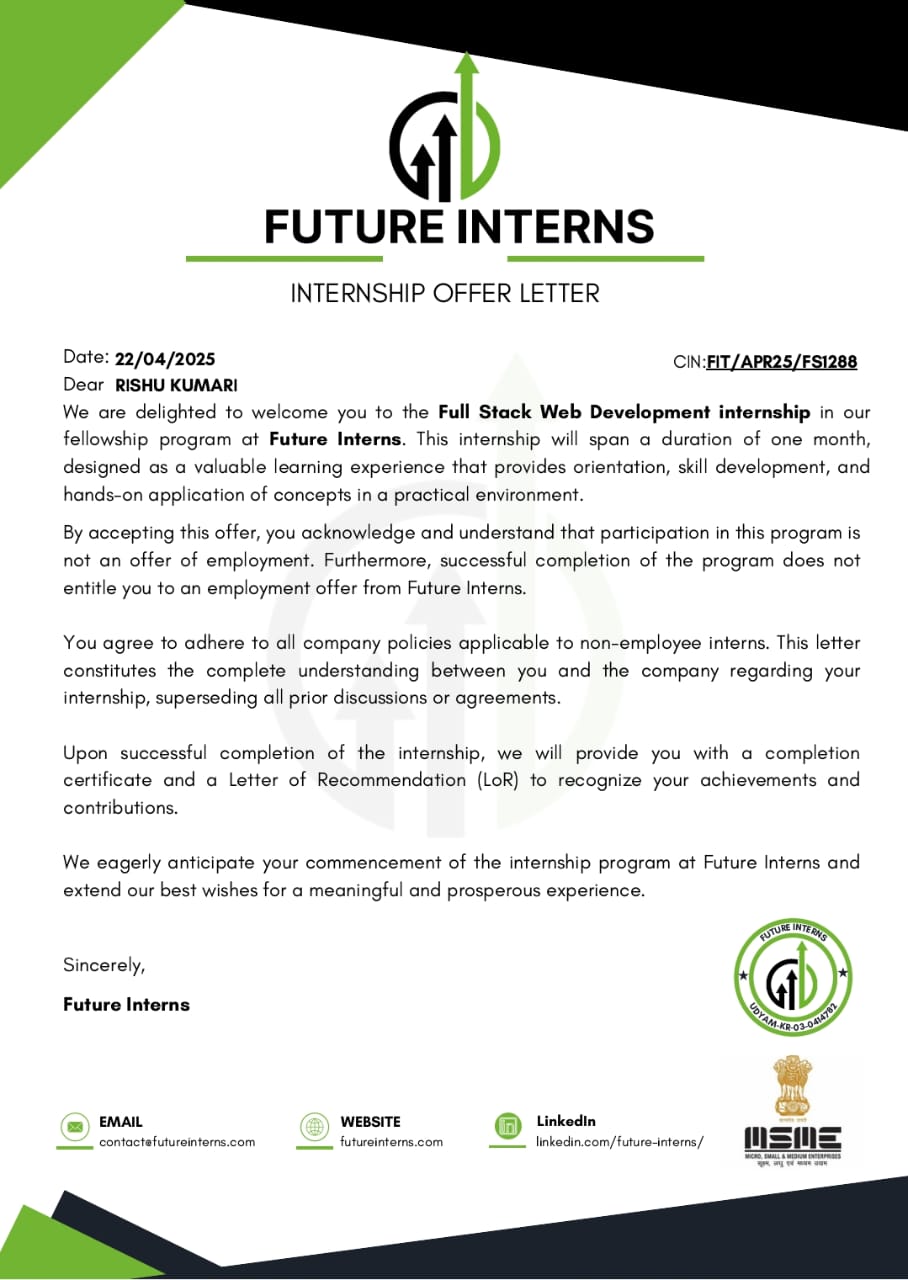 FUTURE INTERNS
INTERNSHIP OFFER LETTER
Date: 22/04/2025
CIN:FIT/APR25/FS1288
Dear RISHU KUMARI
We are delighted to welcome you to the Full Stack Web Development internship in our
fellowship program at Future Interns. This internship will span a duration of one month,
designed as a valuable learning experience that provides orientation, skill development, and
hands-on application of concepts in a practical environment.
By accepting this offer, you acknowledge and understand that participation in this program is
not an offer of employment. Furthermore, successful completion of the program does not
entitle you to an employment offer from Future Interns.
You agree to adhere to all company policies applicable to non-employee interns. This letter
constitutes the complete understanding between you and the company regarding your
internship, superseding all prior discussions or agreements.
Upon successful completion of the internship, we will provide you with a completion
certificate and a Letter of Recommendation (LoR) to recognize your achievements and
contributions.
We eagerly anticipate your commencement of the internship program at Future Interns and
extend our best wishes for a meaningful and prosperous experience.
Sincerely,
Future Interns
FUTURE INTERNS
UDYAM-KR-03-0414782
EMAIL
contact@futureinterns.com
WEBSITE
futureinterns.com
LinkedIn
linkedin.com/future-interns/
MSME
MICRO, SMALL & MEDIUM ENTERPRISES
सूक्ष्म, लघु एवं मध्यम उद्यम